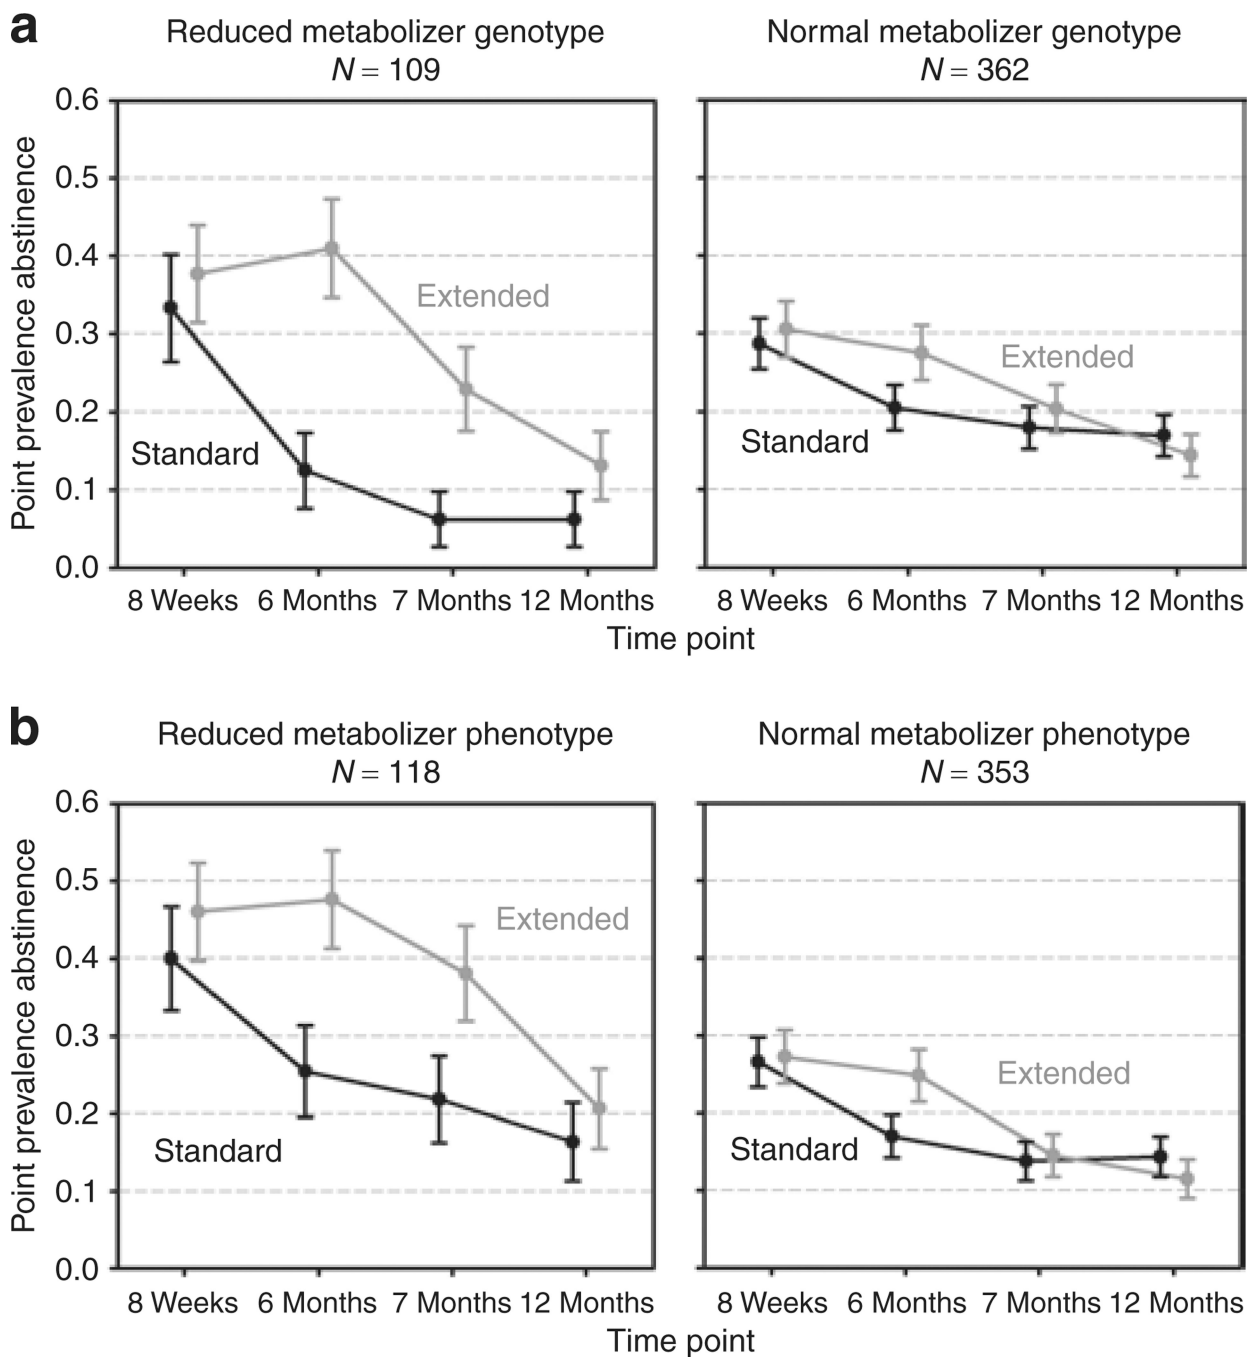 a
Reduced metabolizer genotype
N = 109
Normal metabolizer genotype
N = 362
Point prevalence abstinence
0.6
0.5
0.4
0.3
0.2
0.1
0.0
Extended
Standard
Extended
Standard
8 Weeks 6 Months 7 Months 12 Months
8 Weeks 6 Months 7 Months 12 Months
Time point
b
Reduced metabolizer phenotype
N = 118
Normal metabolizer phenotype
N = 353
Point prevalence abstinence
0.6
0.5
0.4
0.3
0.2
0.1
0.0
Extended
Standard
Extended
Standard
8 Weeks 6 Months 7 Months 12 Months
8 Weeks 6 Months 7 Months 12 Months
Time point